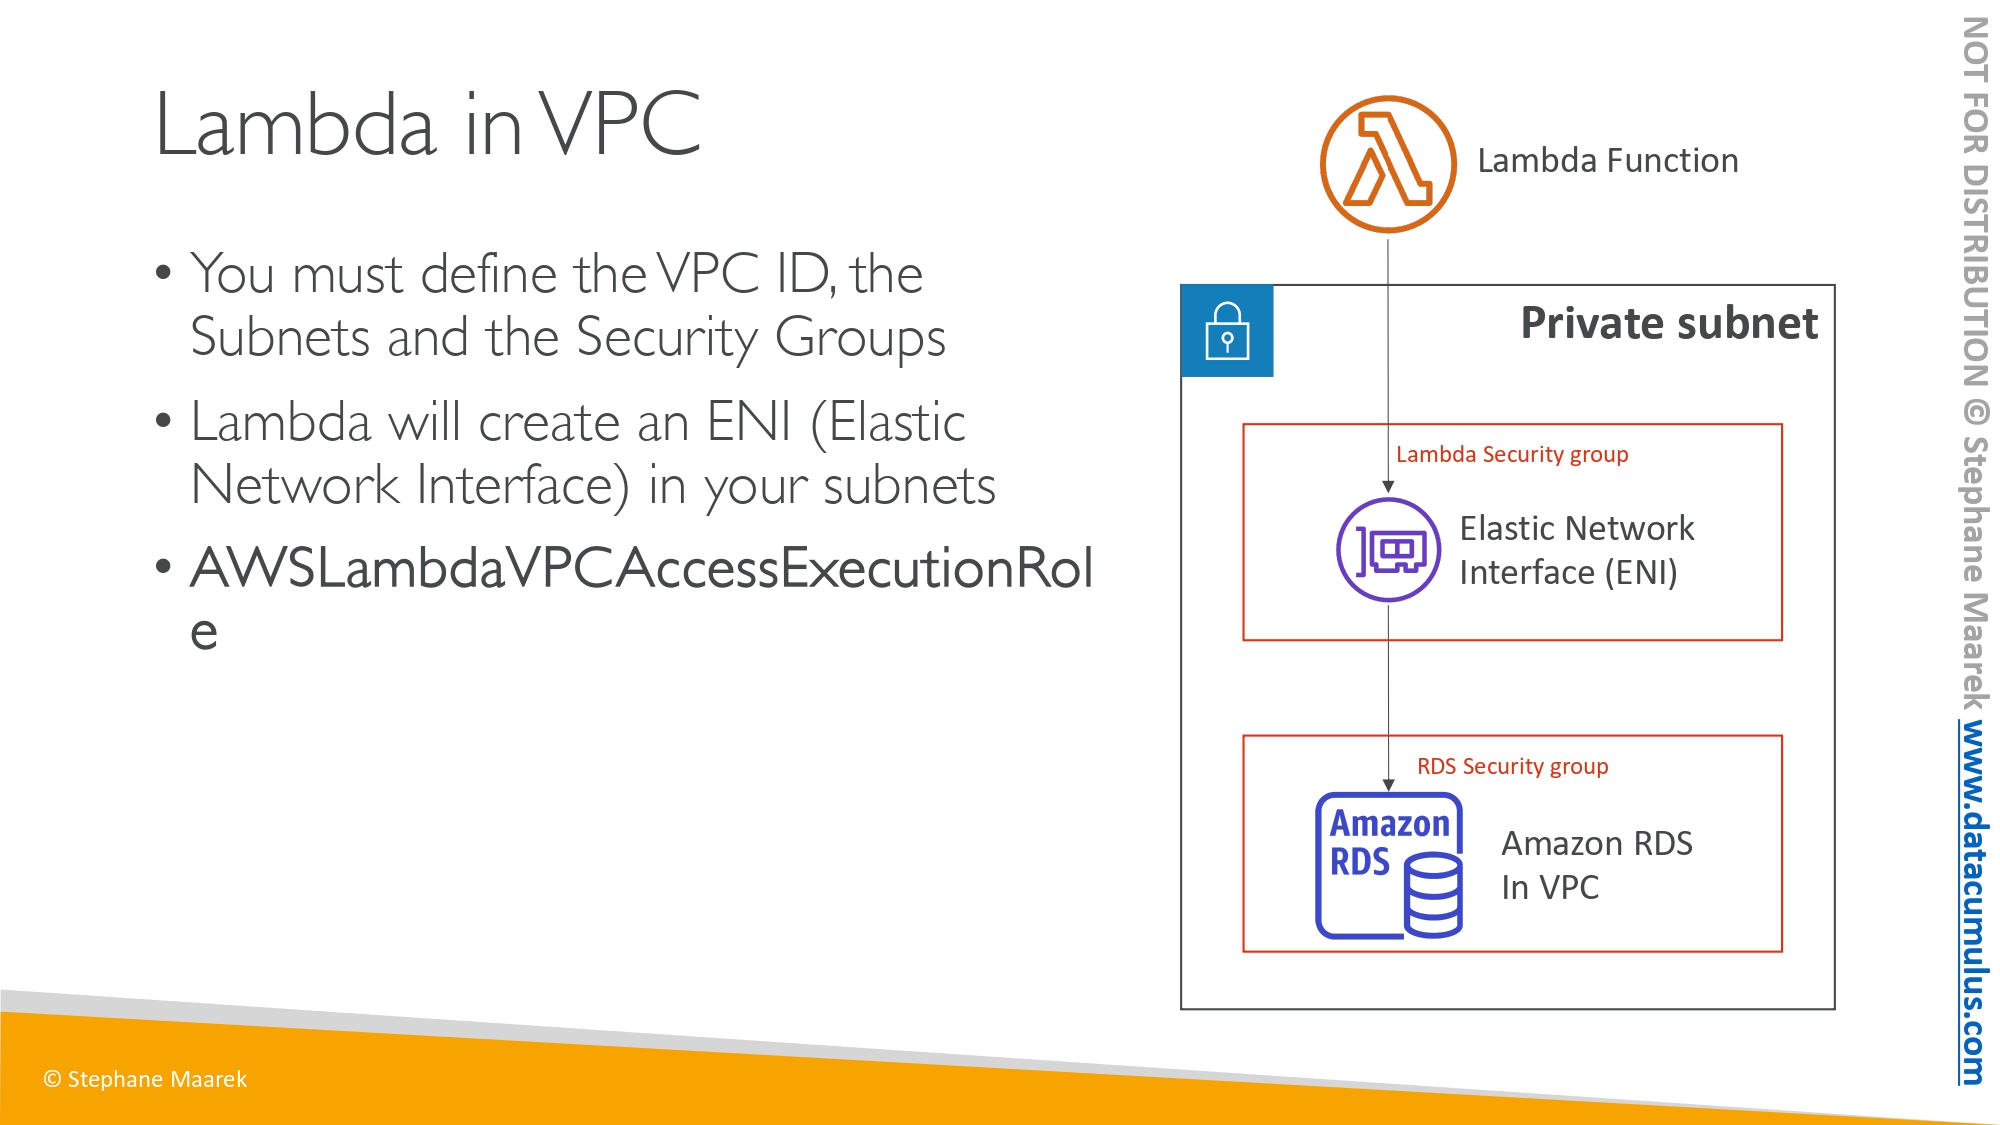 Lambda in VPC
• You must define the VPC ID, the
Subnets and the Security Groups
• Lambda will create an ENI (Elastic
Network Interface) in your subnets
• AWSLambdaVPCAccessExecutionRol
e
Lambda Function
Private subnet
Lambda Security group
Elastic Network
Interface (ENI)
RDS Security group
Amazon
RDS
Amazon RDS
In VPC
© Stephane Maarek
NOT FOR DISTRIBUTION © Stephane Maarek www.datacumulus.com